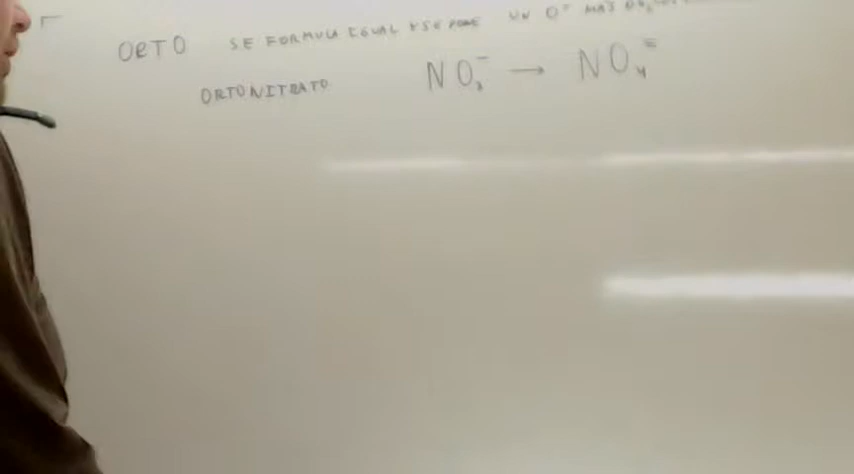 ORTO SE FORMULA IGUAL Y SE PONE UN O⁼ MAS
ORTONITRATO NO₃⁻ → NO₄≡